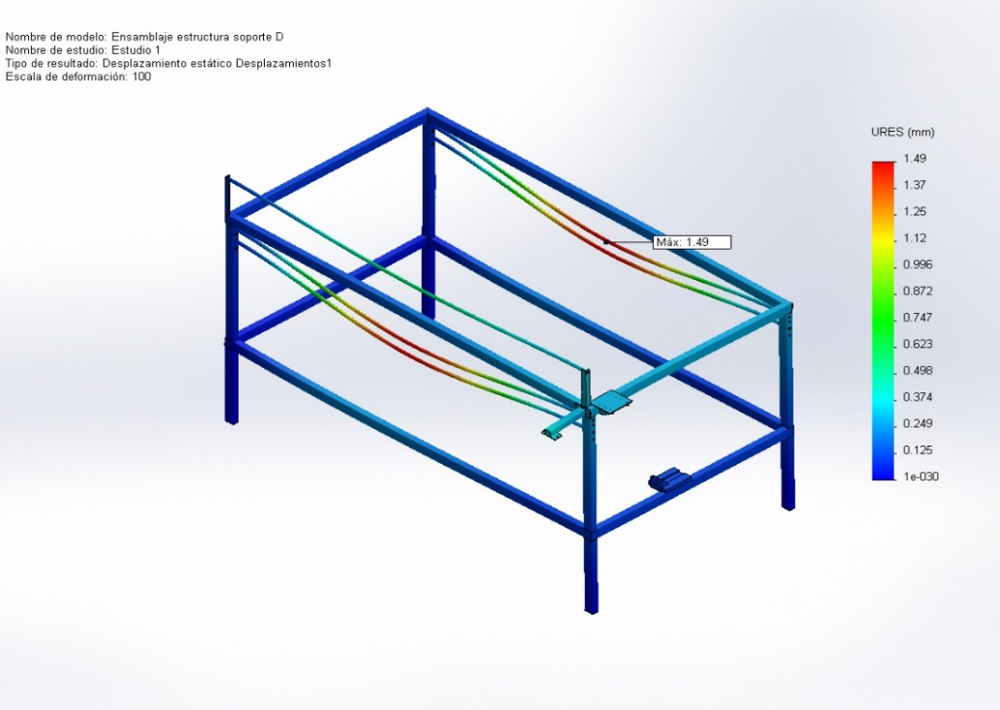 Nombre de modelo: Ensamblaje estructura soporte D
Nombre de estudio: Estudio 1
Tipo de resultado: Desplazamiento estático Desplazamientos1
Escala de deformación: 100
URES (mm)
1.49
1.37
1.25
1.12
0.996
0.872
0.747
0.623
0.498
0.374
0.249
0.125
1e-030
Máx: 1.49